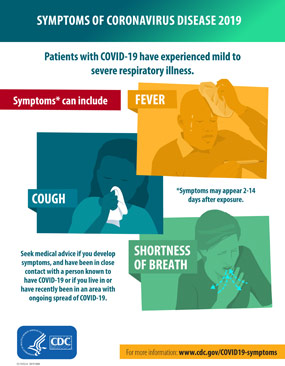 SYMPTOMS OF CORONAVIRUS DISEASE 2019
Patients with COVID-19 have experienced mild to
severe respiratory illness.
Symptoms* can include
FEVER
COUGH
*Symptoms may appear 2-14
days after exposure.
Seek medical advice if you develop
symptoms, and have been in close
contact with a person known to
have COVID-19 or if you live in or
have recently been in an area with
ongoing spread of COVID-19.
SHORTNESS
OF BREATH
CDC
For more information: www.cdc.gov/COVID19-symptoms